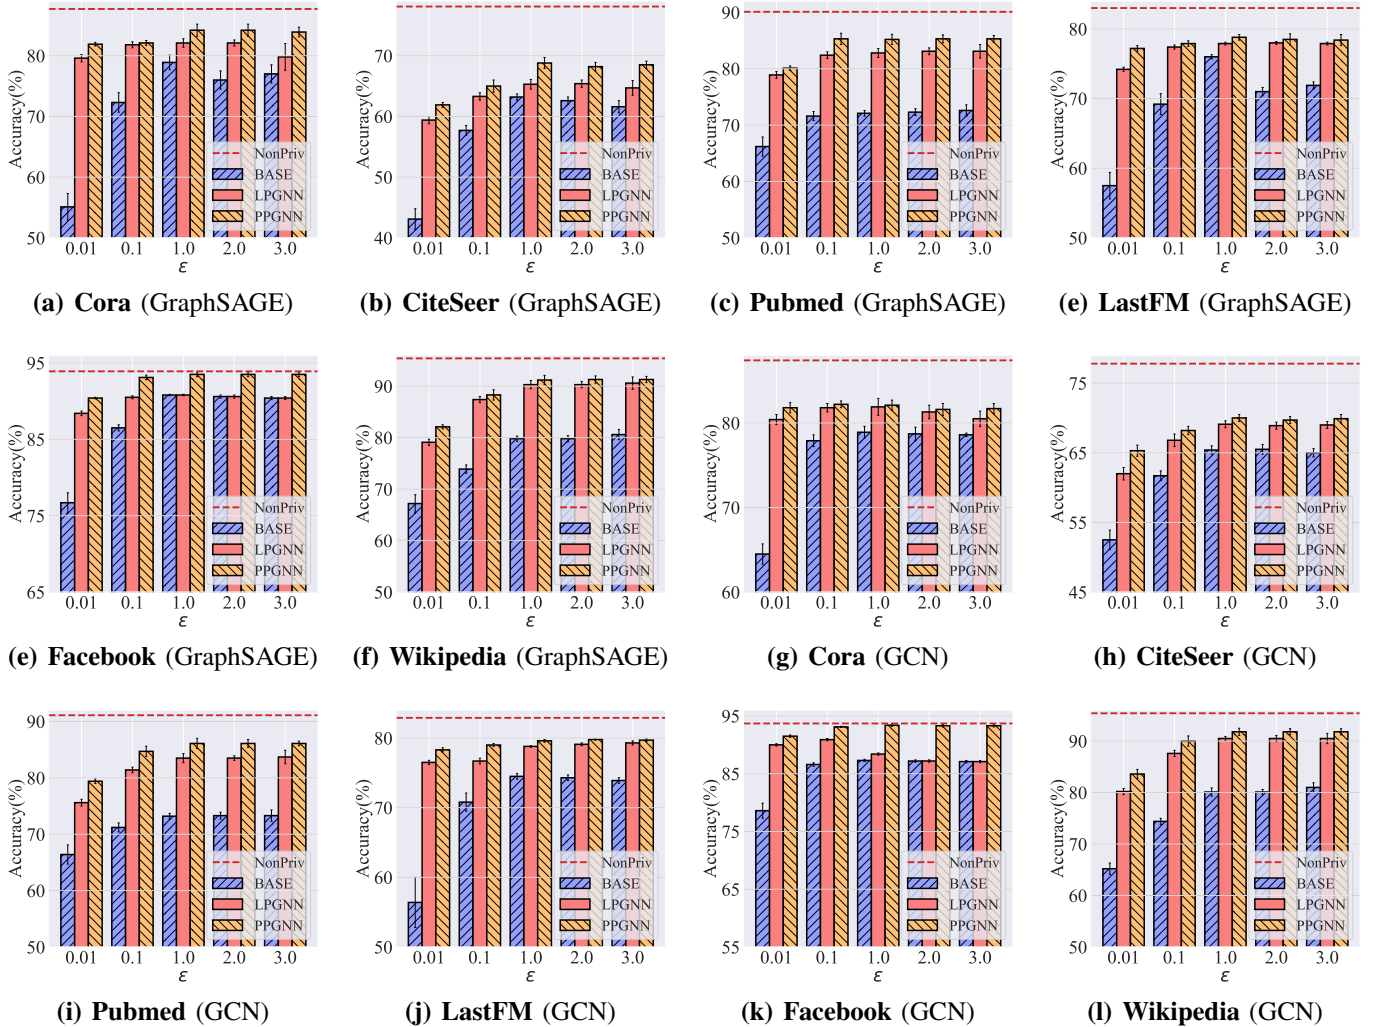 Accuracy(%)
80
70
60
50
NonPriv
BASE
LPGNN
PPGNN
0.01 0.1 1.0 2.0 3.0
ε
(a) Cora (GraphSAGE)
Accuracy(%)
70
60
50
40
NonPriv
BASE
LPGNN
PPGNN
0.01 0.1 1.0 2.0 3.0
ε
(b) CiteSeer (GraphSAGE)
Accuracy(%)
90
80
70
60
50
NonPriv
BASE
LPGNN
PPGNN
0.01 0.1 1.0 2.0 3.0
ε
(c) Pubmed (GraphSAGE)
Accuracy(%)
80
70
60
50
NonPriv
BASE
LPGNN
PPGNN
0.01 0.1 1.0 2.0 3.0
ε
(e) LastFM (GraphSAGE)
Accuracy(%)
95
85
75
65
NonPriv
BASE
LPGNN
PPGNN
0.01 0.1 1.0 2.0 3.0
ε
(e) Facebook (GraphSAGE)
Accuracy(%)
90
80
70
60
50
NonPriv
BASE
LPGNN
PPGNN
0.01 0.1 1.0 2.0 3.0
ε
(f) Wikipedia (GraphSAGE)
Accuracy(%)
80
70
60
NonPriv
BASE
LPGNN
PPGNN
0.01 0.1 1.0 2.0 3.0
ε
(g) Cora (GCN)
Accuracy(%)
75
65
55
45
NonPriv
BASE
LPGNN
PPGNN
0.01 0.1 1.0 2.0 3.0
ε
(h) CiteSeer (GCN)
Accuracy(%)
90
80
70
60
50
NonPriv
BASE
LPGNN
PPGNN
0.01 0.1 1.0 2.0 3.0
ε
(i) Pubmed (GCN)
Accuracy(%)
80
70
60
50
NonPriv
BASE
LPGNN
PPGNN
0.01 0.1 1.0 2.0 3.0
ε
(j) LastFM (GCN)
Accuracy(%)
95
85
75
65
55
NonPriv
BASE
LPGNN
PPGNN
0.01 0.1 1.0 2.0 3.0
ε
(k) Facebook (GCN)
Accuracy(%)
90
80
70
60
50
NonPriv
BASE
LPGNN
PPGNN
0.01 0.1 1.0 2.0 3.0
ε
(l) Wikipedia (GCN)